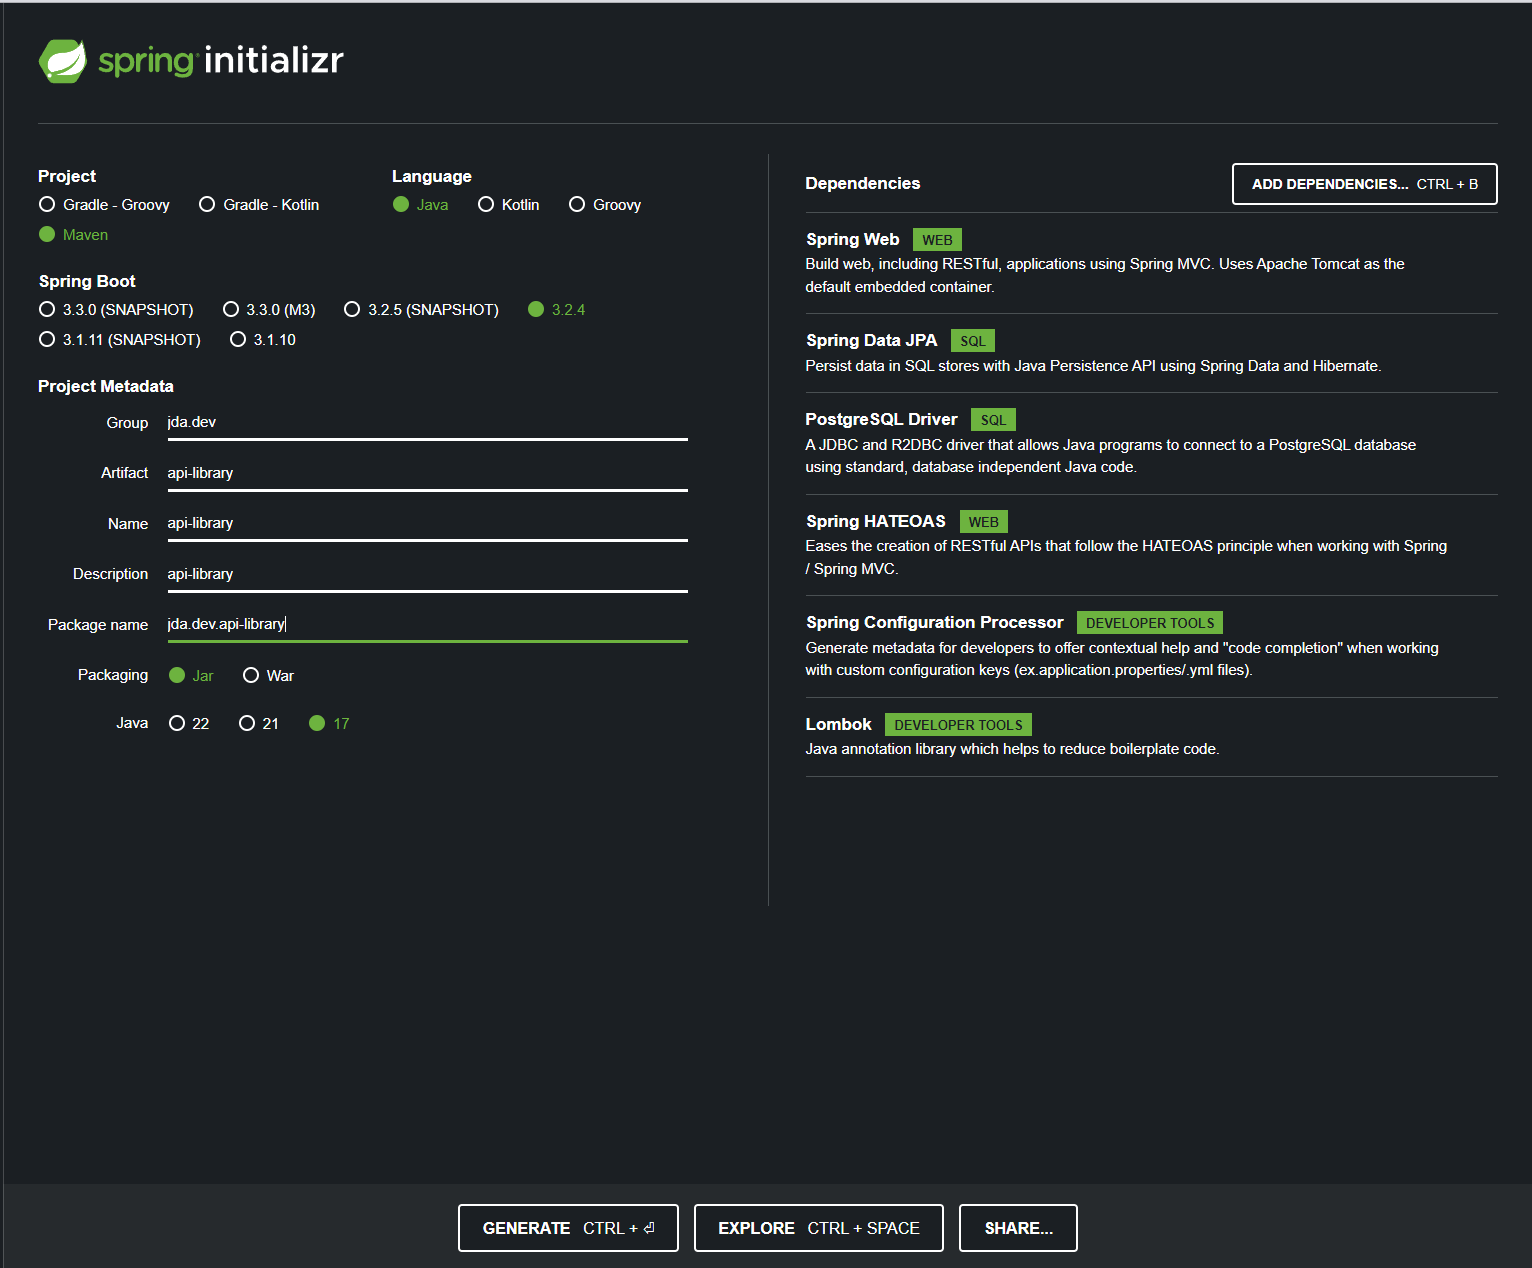 spring initializr
Project
Gradle - Groovy
Gradle - Kotlin
Maven
Language
Java
Kotlin
Groovy
Spring Boot
3.3.0 (SNAPSHOT)
3.3.0 (M3)
3.2.5 (SNAPSHOT)
3.2.4
3.1.11 (SNAPSHOT)
3.1.10
Project Metadata
Group jda.dev
Artifact api-library
Name api-library
Description api-library
Package name jda.dev.api-library
Packaging Jar War
Java 22 21 17
Dependencies
ADD DEPENDENCIES... CTRL + B
Spring Web WEB
Build web, including RESTful, applications using Spring MVC. Uses Apache Tomcat as the
default embedded container.
Spring Data JPA SQL
Persist data in SQL stores with Java Persistence API using Spring Data and Hibernate.
PostgreSQL Driver SQL
A JDBC and R2DBC driver that allows Java programs to connect to a PostgreSQL database
using standard, database independent Java code.
Spring HATEOAS WEB
Eases the creation of RESTful APIs that follow the HATEOAS principle when working with Spring
/ Spring MVC.
Spring Configuration Processor DEVELOPER TOOLS
Generate metadata for developers to offer contextual help and "code completion" when working
with custom configuration keys (ex.application.properties/.yml files).
Lombok DEVELOPER TOOLS
Java annotation library which helps to reduce boilerplate code.
GENERATE CTRL + ⏎
EXPLORE CTRL + SPACE
SHARE...